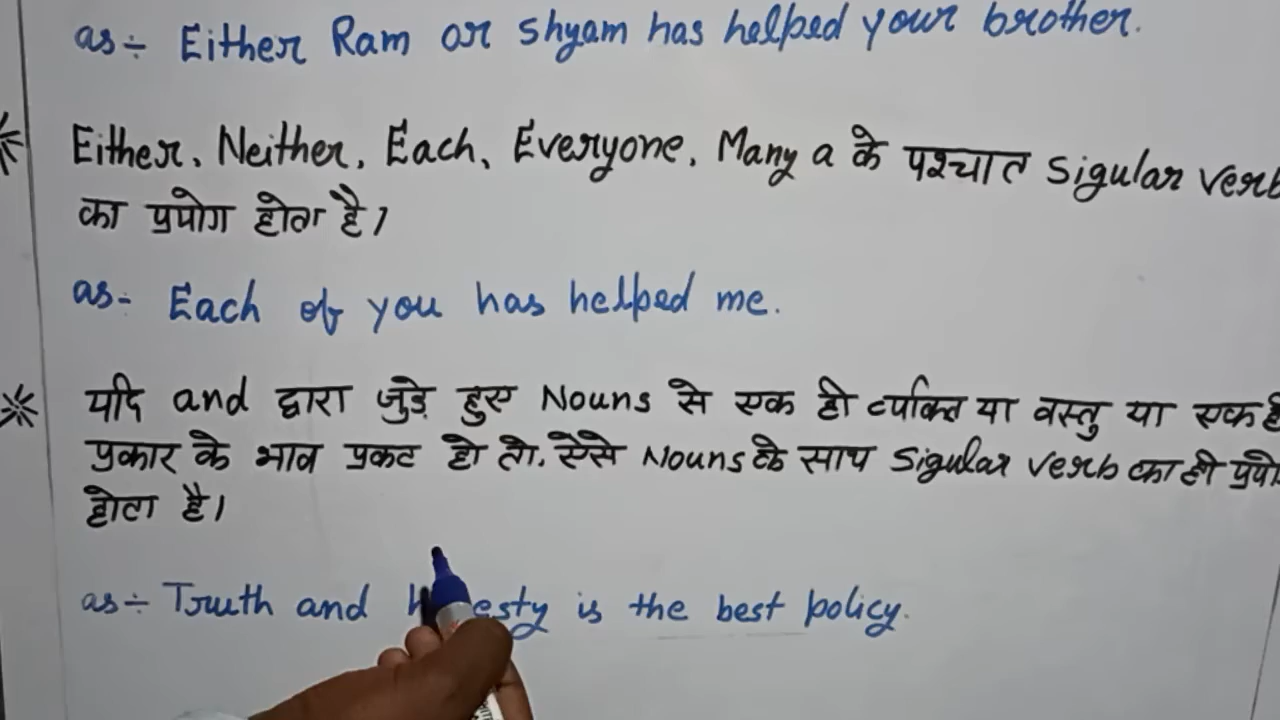 as÷ Either Ram or shyam has helped your brother.
Either, Neither, Each, Everyone, Many a के पश्चात Sigular verb
का प्रयोग होता है।
as- Each of you has helped me.
यदि and द्वारा जुड़े हुए Nouns से एक ही व्यक्ति या वस्तु या एक ही
प्रकार के भाव प्रकट हो तो, ऐसे Nouns के साथ Sigular verb का ही
होता है।
as÷ Truth and is the best policy.